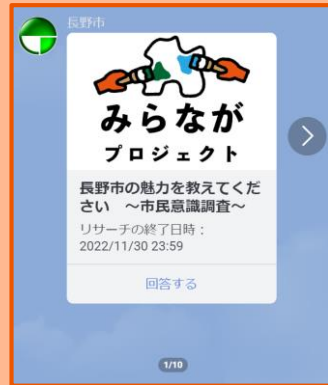 長野市
みらなが
プロジェクト
長野市の魅力を教えてくだ
さい　～市民意識調査～
リサーチの終了日時：
2022/11/30 23:59
回答する
1/10